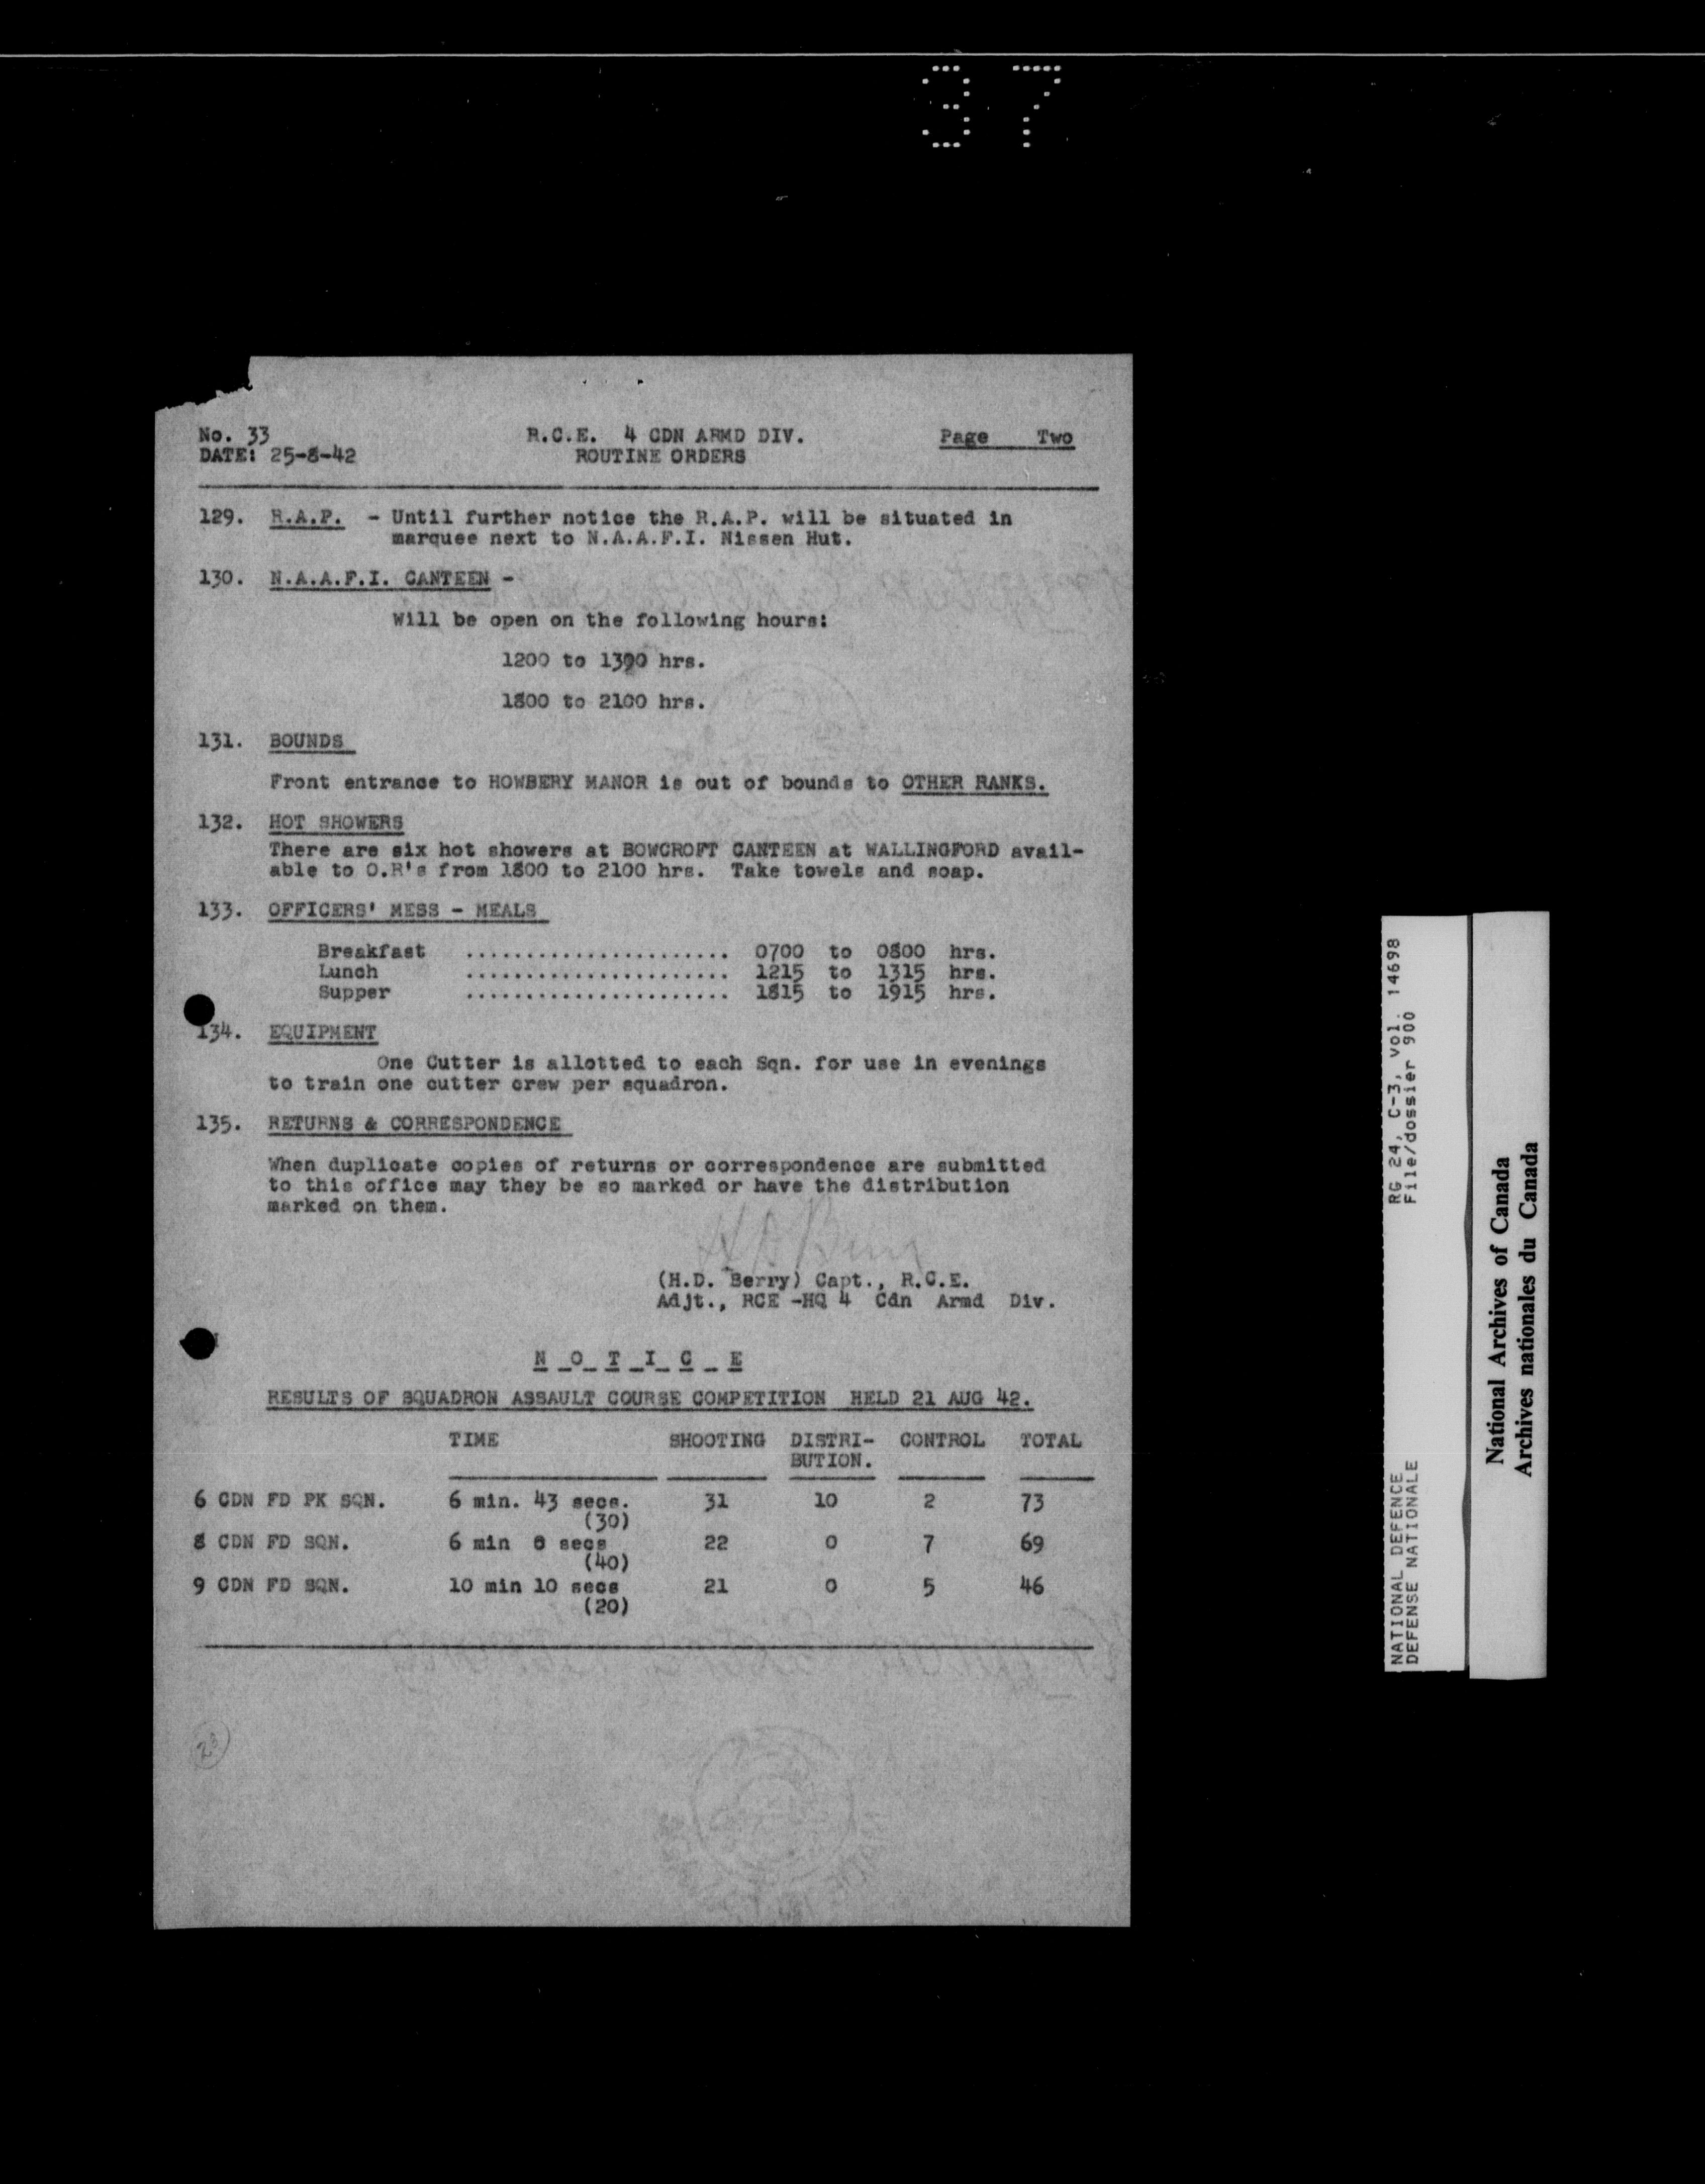 37
No. 33 R.C.E. 4 CDN ARMD DIV. Page Two
DATE: 25-8-42 ROUTINE ORDERS
129. R.A.P. - Until further notice the R.A.P. will be situated in
marquee next to N.A.A.F.I. Nissen Hut.
130. N.A.A.F.I. CANTEEN -
Will be open on the following hours:
1200 to 1300 hrs.
1800 to 2100 hrs.
131. BOUNDS
Front entrance to HOWBERY MANOR is out of bounds to OTHER RANKS.
132. HOT SHOWERS
There are six hot showers at BOWCROFT CANTEEN at WALLINGFORD avail-
able to O.R's from 1800 to 2100 hrs. Take towels and soap.
133. OFFICERS' MESS - MEALS
Breakfast ...................... 0700 to 0800 hrs.
Lunch ...................... 1215 to 1315 hrs.
Supper ...................... 1815 to 1915 hrs.
134. EQUIPMENT
One Cutter is allotted to each Sqn. for use in evenings
to train one cutter crew per squadron.
135. RETURNS & CORRESPONDENCE
When duplicate copies of returns or correspondence are submitted
to this office may they be so marked or have the distribution
marked on them.
(H.D. Berry) Capt., R.C.E.
Adjt., RCE -HQ 4 Cdn Armd Div.
N O T I C E
RESULTS OF SQUADRON ASSAULT COURSE COMPETITION HELD 21 AUG 42.
TIME SHOOTING DISTRI- CONTROL TOTAL
BUTION.
6 CDN FD PK SQN. 6 min. 43 secs. 31 10 2 73
(30)
8 CDN FD SQN. 6 min 0 secs 22 0 7 69
(40)
9 CDN FD SQN. 10 min 10 secs 21 0 5 46
(20)
23
NATIONAL DEFENCE RG 24, C-3, vol. 14698
DEFENSE NATIONALE File/dossier 900
National Archives of Canada
Archives nationales du Canada